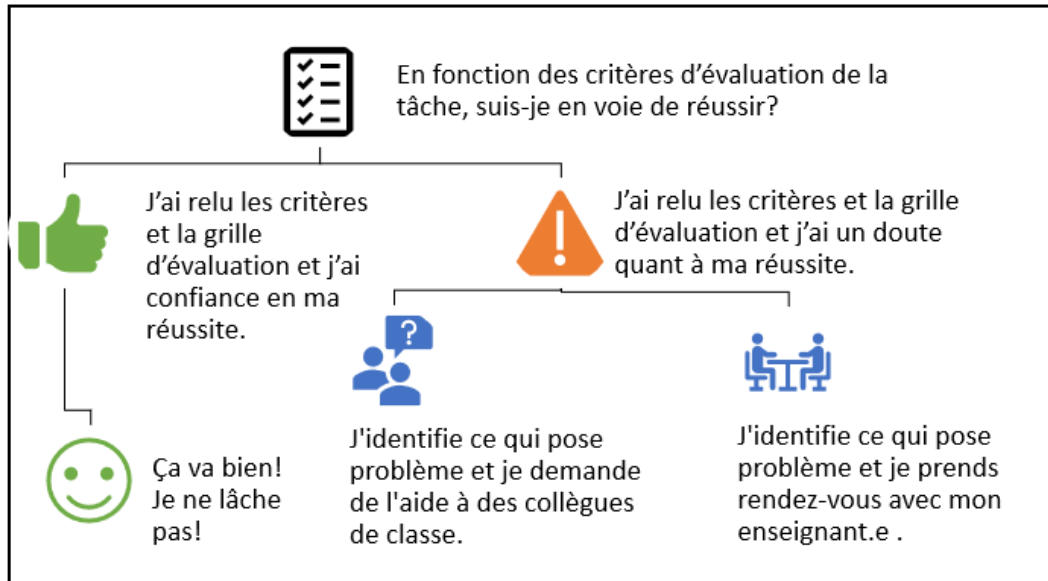 En fonction des critères d’évaluation de la
tâche, suis-je en voie de réussir?
J’ai relu les critères
et la grille
d’évaluation et j’ai
confiance en ma
réussite.
J’ai relu les critères et la grille
d’évaluation et j’ai un doute
quant à ma réussite.
?
Ça va bien!
Je ne lâche
pas!
J'identifie ce qui pose
problème et je demande
de l'aide à des collègues
de classe.
J'identifie ce qui pose
problème et je prends
rendez-vous avec mon
enseignant.e .